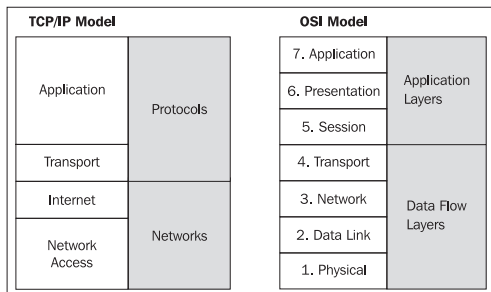 TCP/IP Model
Application
Transport
Internet
Network
Access
Protocols
Networks
OSI Model
7. Application
6. Presentation
5. Session
4. Transport
3. Network
2. Data Link
1. Physical
Application
Layers
Data Flow
Layers